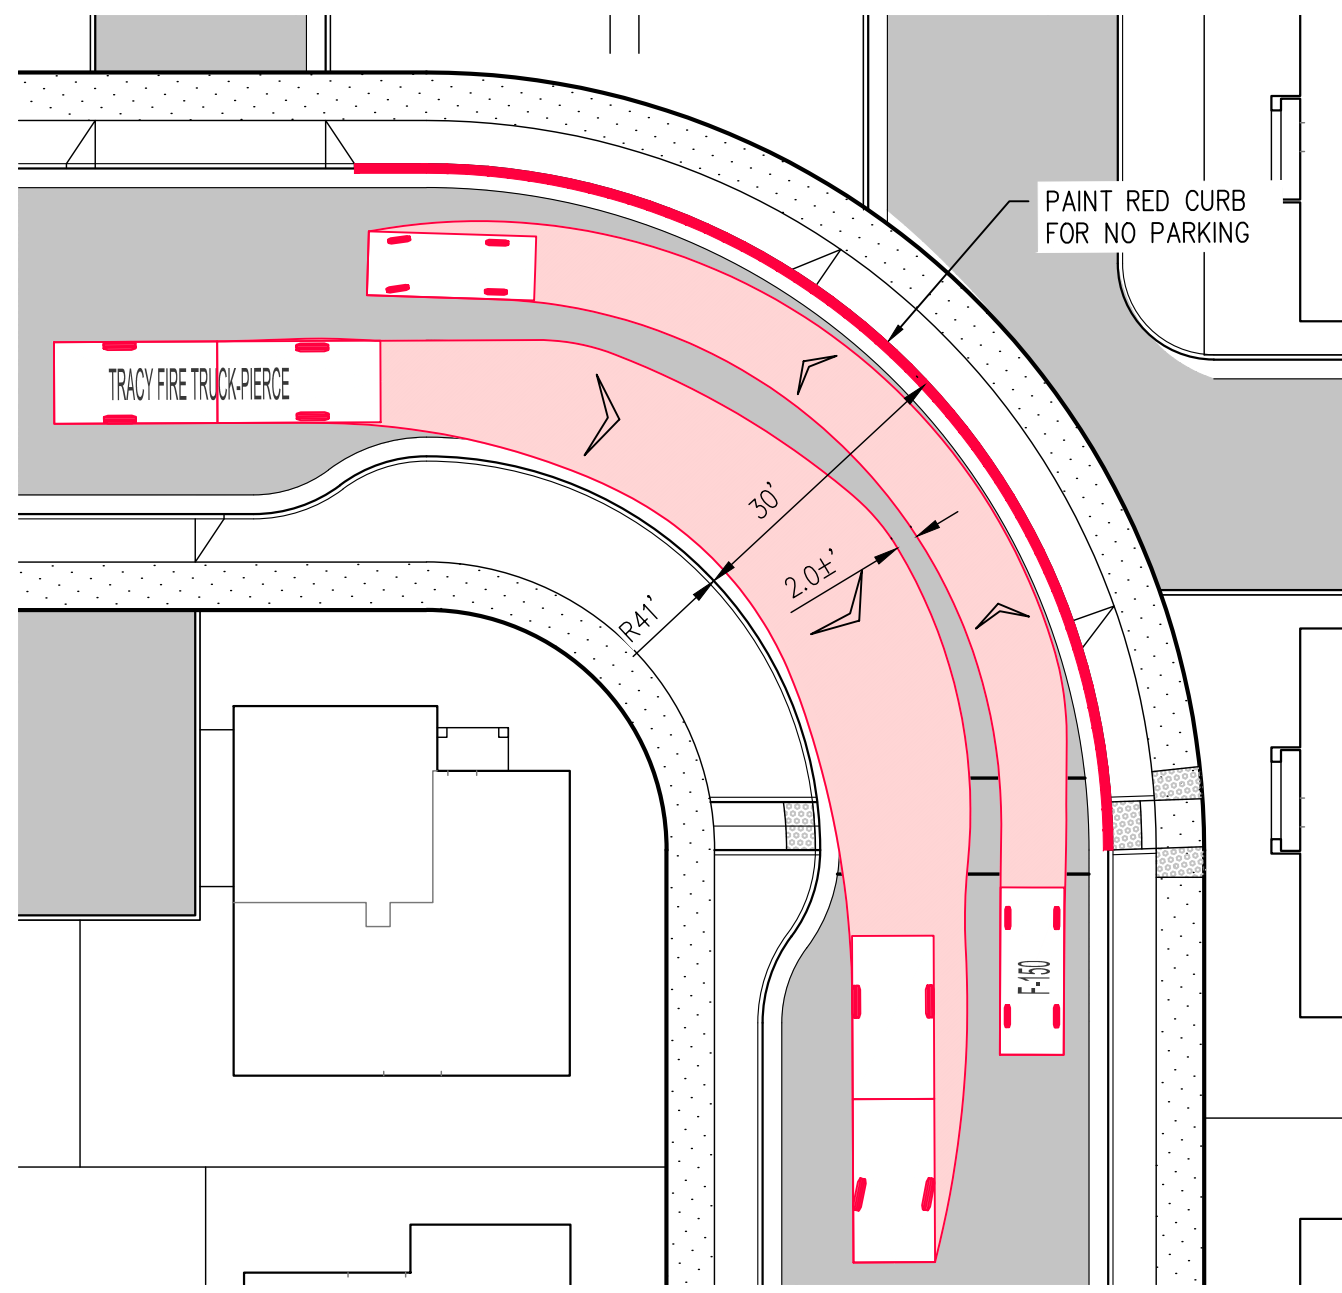 PAINT RED CURB
FOR NO PARKING
TRACY FIRE TRUCK-PIERCE
30'
2.0±'
R41'
F-150